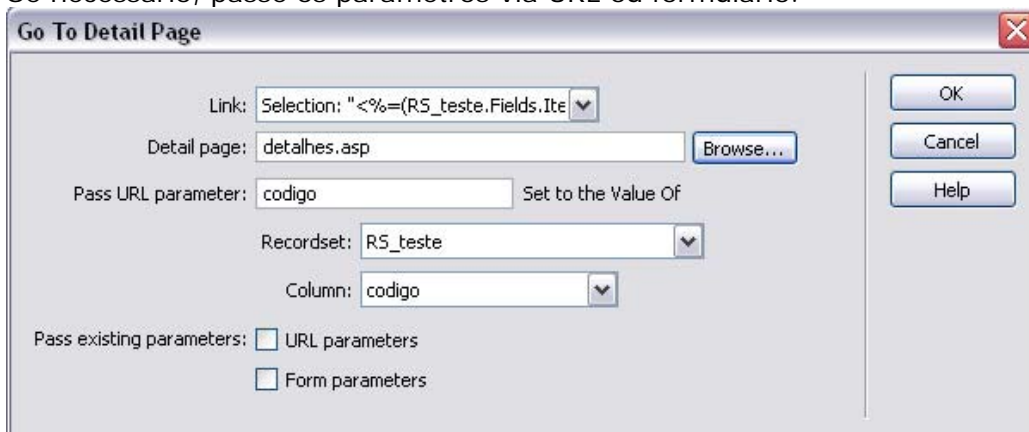 Se necessário, passe os parâmetros via URL ou formulário.
Go To Detail Page
Link: Selection: "<%=(RS_teste.Fields.Ite
OK
Detail page: detalhes.asp Browse... Cancel
Pass URL parameter: codigo Set to the Value Of Help
Recordset: RS_teste
Column: codigo
Pass existing parameters: URL parameters
Form parameters